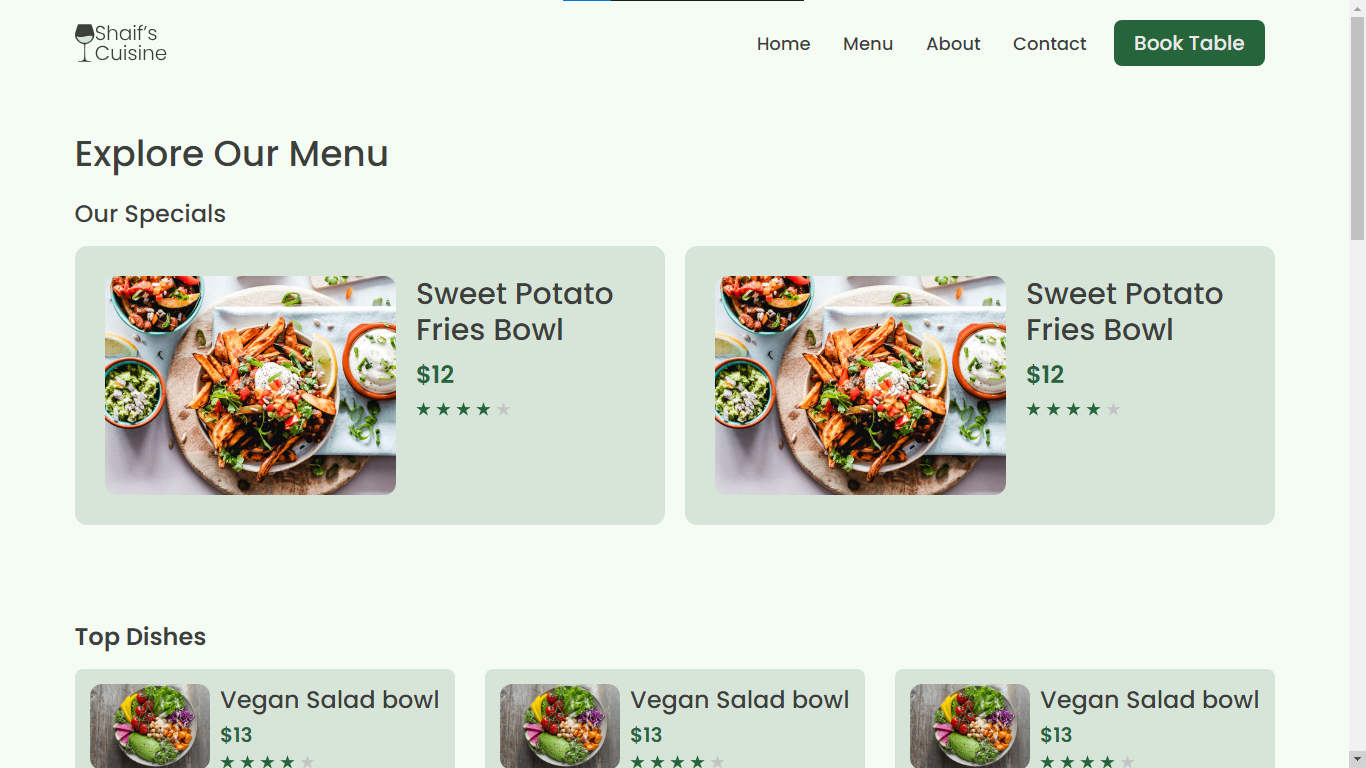 Shaif's
Cuisine
Home Menu About Contact Book Table
Explore Our Menu
Our Specials
Sweet Potato
Fries Bowl
$12
Sweet Potato
Fries Bowl
$12
Top Dishes
Vegan Salad bowl
$13
Vegan Salad bowl
$13
Vegan Salad bowl
$13